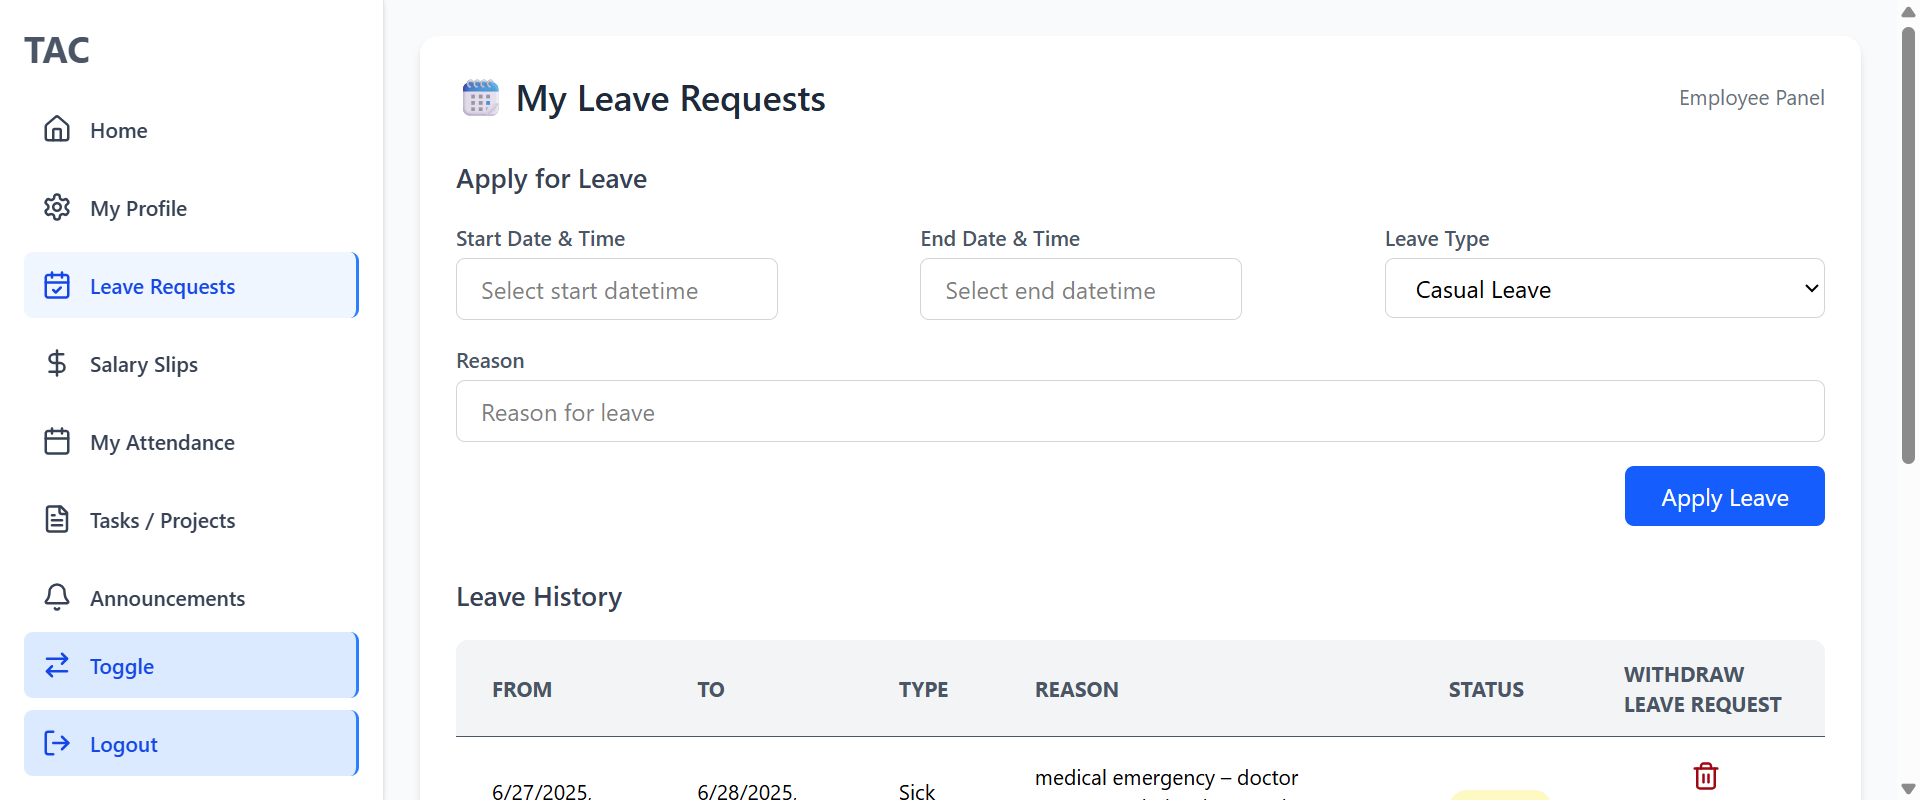 TAC
Home
My Profile
Leave Requests
Salary Slips
My Attendance
Tasks / Projects
Announcements
Toggle
Logout
My Leave Requests
Employee Panel
Apply for Leave
Start Date & Time
End Date & Time
Leave Type
Select start datetime
Select end datetime
Casual Leave
Reason
Reason for leave
Apply Leave
Leave History
FROM
TO
TYPE
REASON
STATUS
WITHDRAW
LEAVE REQUEST
6/27/2025,
6/28/2025,
Sick
medical emergency – doctor